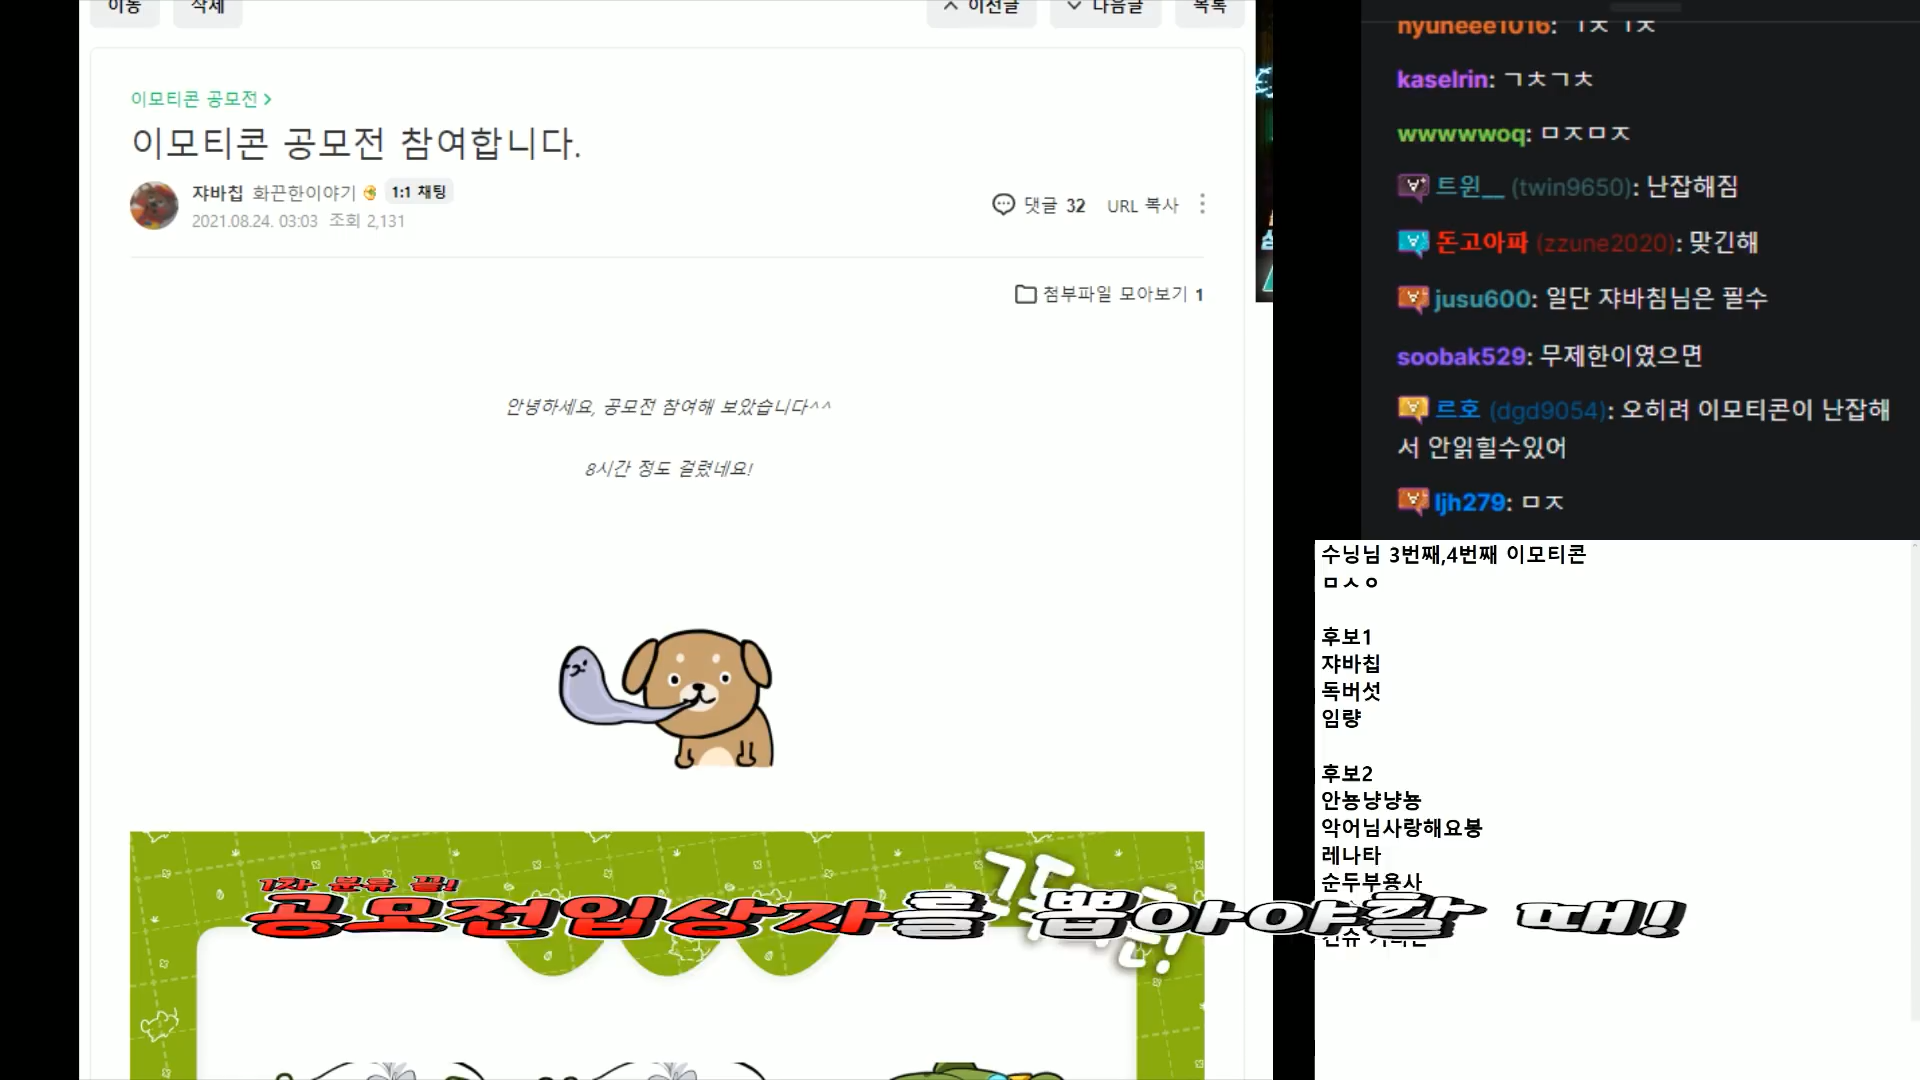 이동
삭제
이전글
다음글
목록
이모티콘 공모전 >
이모티콘 공모전 참여합니다.
쟈바칩 화끈한이야기 1:1 채팅
2021.08.24. 03:03 조회 2,131
댓글 32 URL 복사
첨부파일 모아보기 1
안녕하세요, 공모전 참여해 보았습니다^^
8시간 정도 걸렸네요!
1차 분류 끝!
공모전입상자를 뽑아야할 때!
hyuneee1016: ㄱㅊ ㄱㅊ
kaselrin: ㄱㅊㄱㅊ
wwwwwoq: ㅁㅈㅁㅈ
트윈__ (twin9650): 난잡해짐
돈고아파 (zzune2020): 맞긴해
jusu600: 일단 쟈바침님은 필수
soobak529: 무제한이였으면
르호 (dgd9054): 오히려 이모티콘이 난잡해
서 안읽힐수있어
ljh279: ㅁㅈ
수닝님 3번째,4번째 이모티콘
ㅁㅅㅇ
후보1
쟈바칩
독버섯
임량
후보2
안뇽냥냥뇽
악어님사랑해요봉
레나타
순두부용사